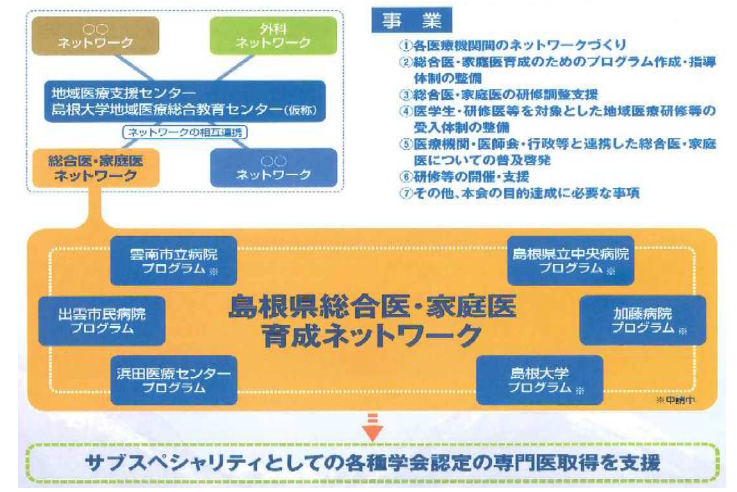 ○○
ネットワーク
外科
ネットワーク
地域医療支援センター
島根大学地域医療総合教育センター(仮称)
ネットワークの相互連携
総合医・家庭医
ネットワーク
○○
ネットワーク
事業
①各医療機関間のネットワークづくり
②総合医・家庭医育成のためのプログラム作成・指導
体制の整備
③総合医・家庭医の研修調整支援
④医学生・研修医等を対象とした地域医療研修等の
受入体制の整備
⑤医療機関・医師会・行政等と連携した総合医・家庭
医についての普及啓発
⑥研修等の開催・支援
⑦その他、本会の目的達成に必要な事項
雲南市立病院
プログラム※
島根県立中央病院
プログラム※
出雲市民病院
プログラム
島根県総合医・家庭医
育成ネットワーク
加藤病院
プログラム※
浜田医療センター
プログラム
島根大学
プログラム※
※申請中
サブスペシャリティとしての各種学会認定の専門医取得を支援